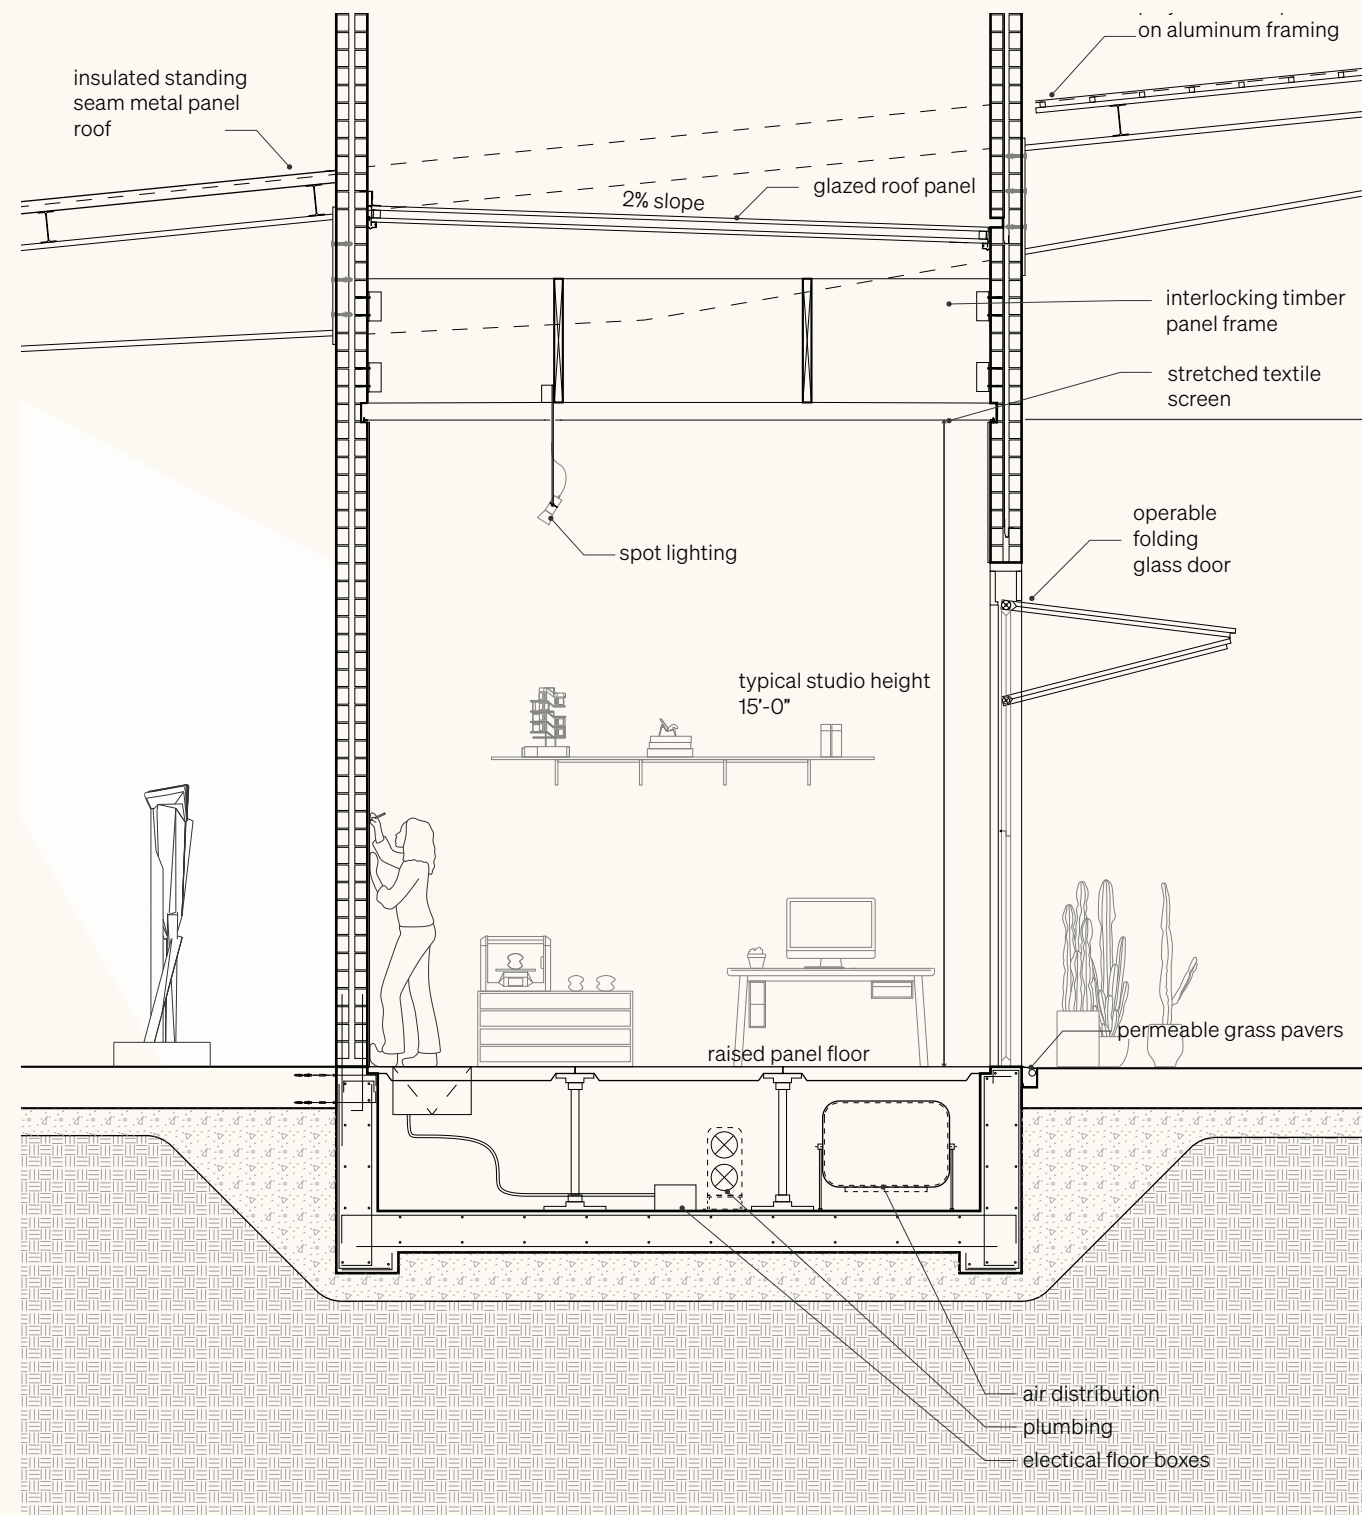 on aluminum framing
insulated standing
seam metal panel
roof
glazed roof panel
2% slope
interlocking timber
panel frame
stretched textile
screen
operable
folding
glass door
spot lighting
typical studio height
15'-0"
permeable grass pavers
raised panel floor
air distribution
plumbing
electical floor boxes